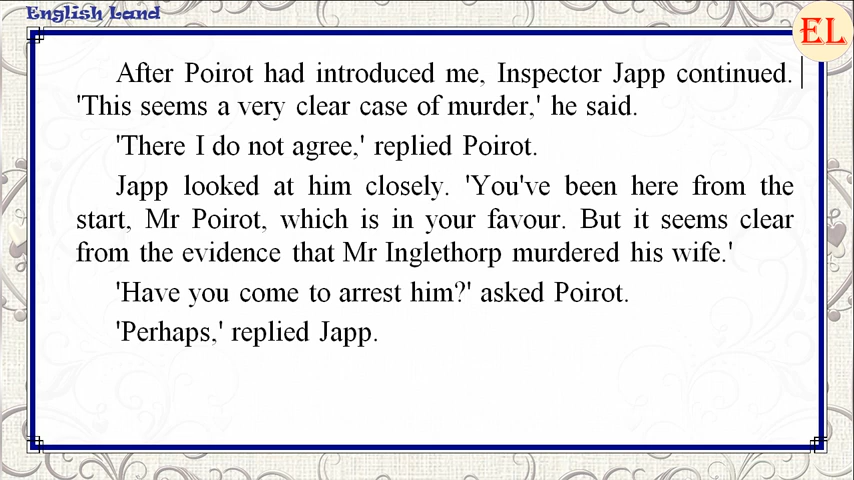 English Land
EL
After Poirot had introduced me, Inspector Japp continued.
'This seems a very clear case of murder,' he said.
'There I do not agree,' replied Poirot.
Japp looked at him closely. 'You've been here from the
start, Mr Poirot, which is in your favour. But it seems clear
from the evidence that Mr Inglethorp murdered his wife.'
'Have you come to arrest him?' asked Poirot.
'Perhaps,' replied Japp.